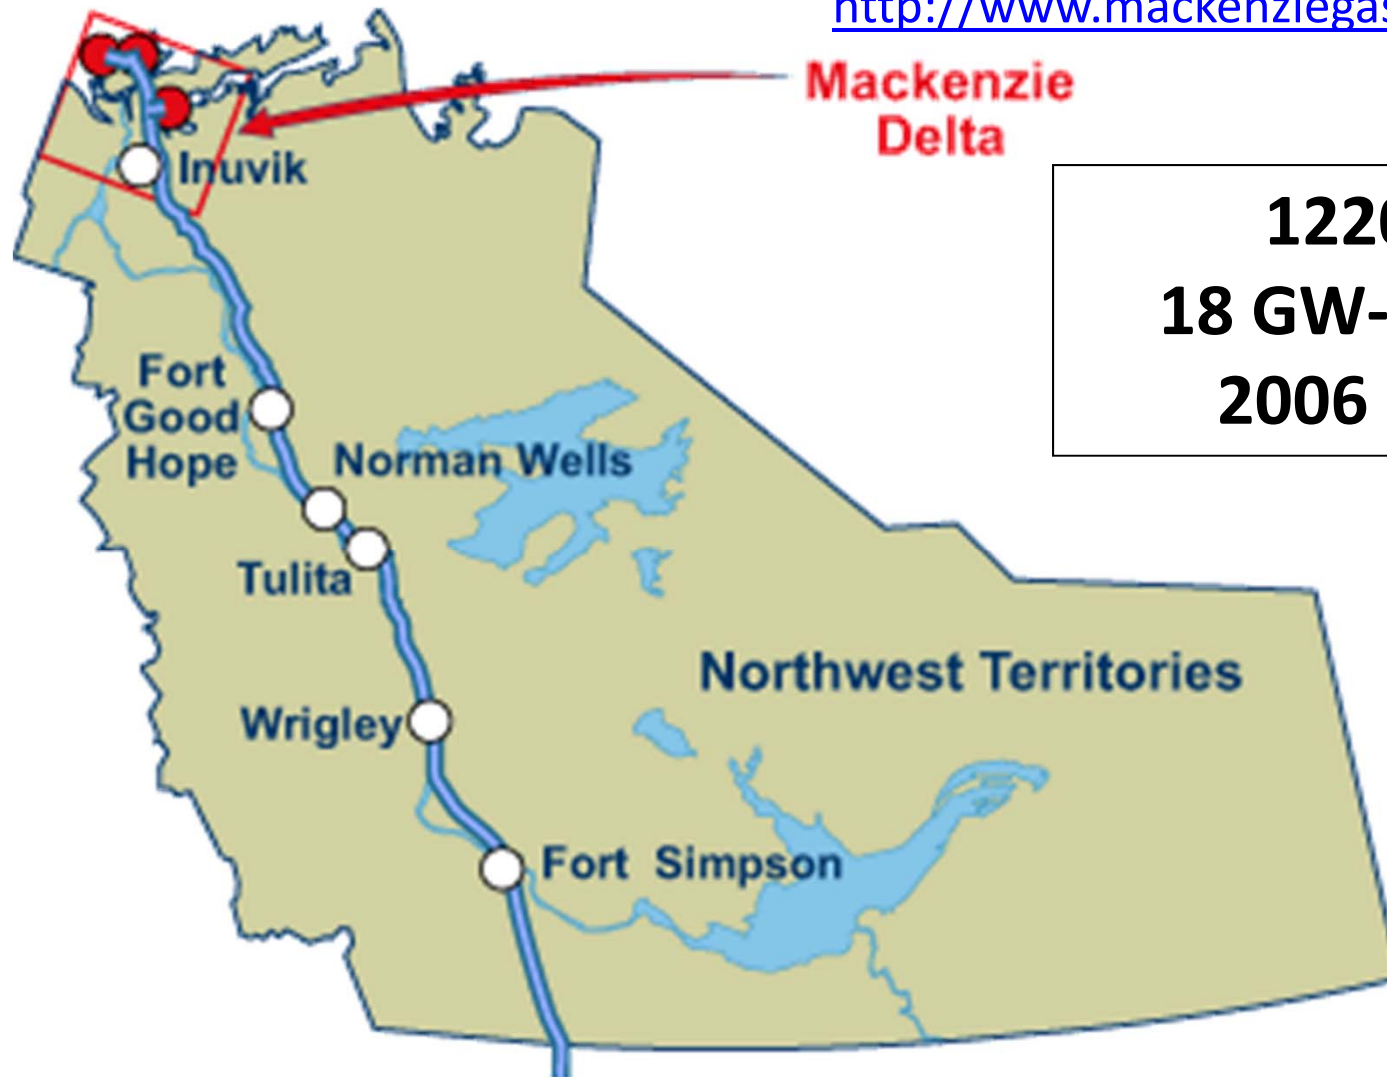 http://www.mackenziegas
Mackenzie
Delta
Inuvik
122
18 GW-
2006
Fort
Good
Hope
Norman Wells
Tulita
Northwest Territories
Wrigley
Fort Simpson